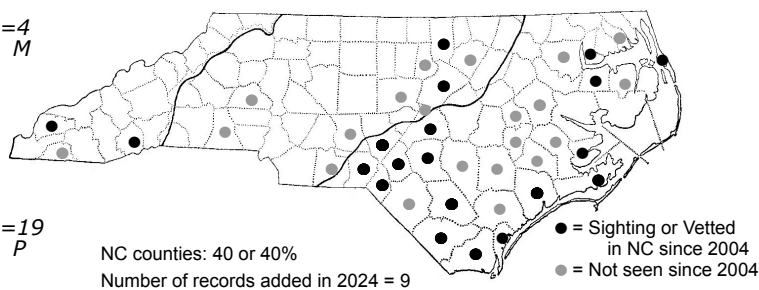 =4
M
=19
P
NC counties: 40 or 40%
Number of records added in 2024 = 9
= Sighting or Vetted
in NC since 2004
= Not seen since 2004